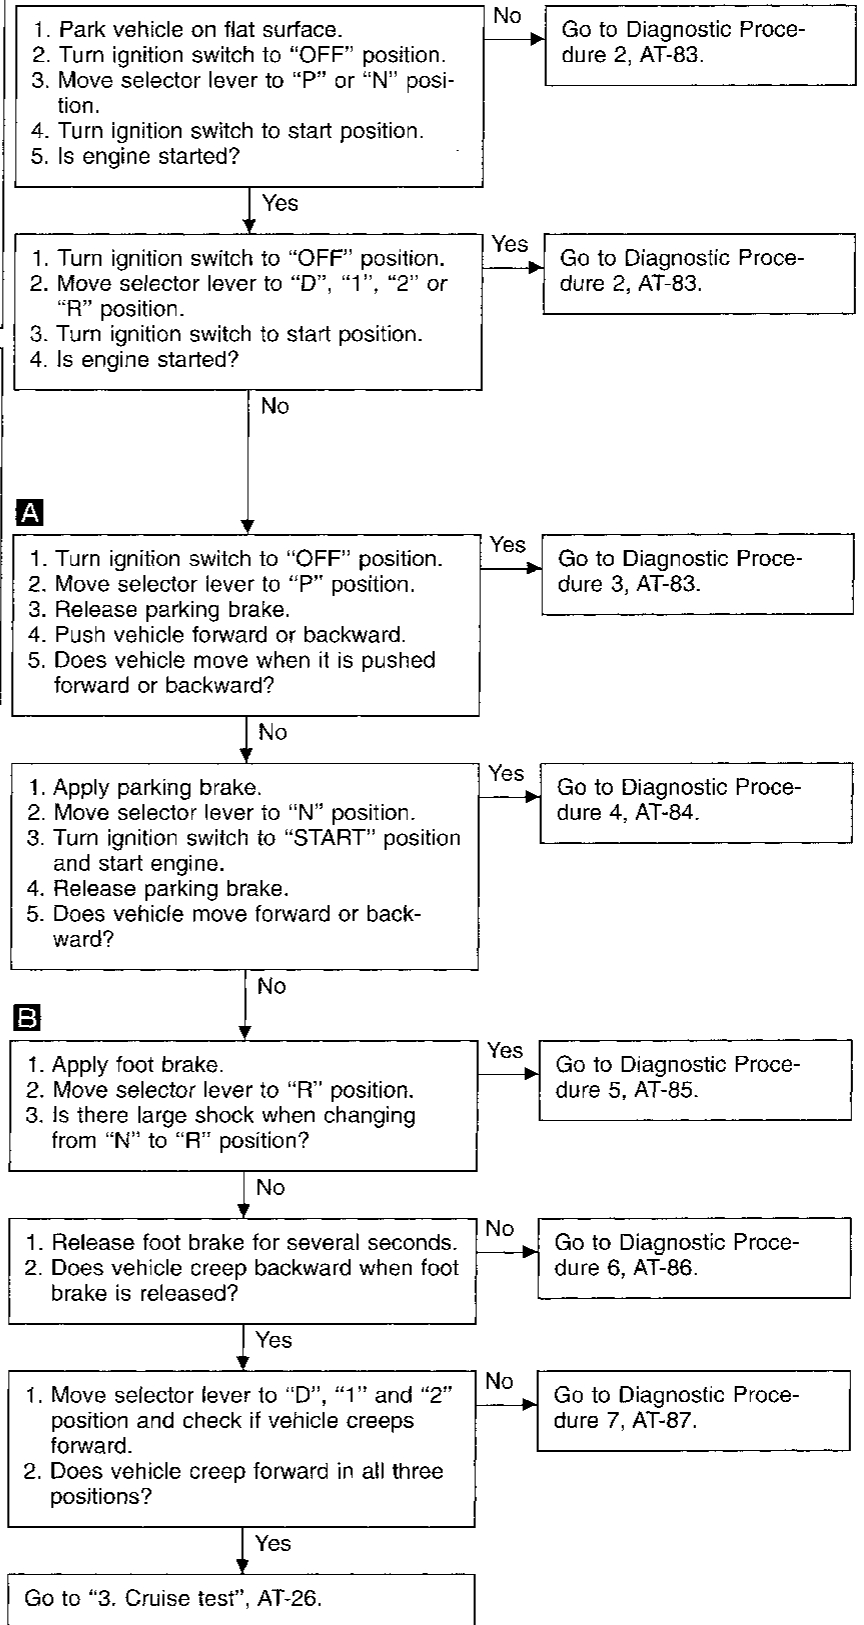 1. Park vehicle on flat surface.
2. Turn ignition switch to “OFF” position.
3. Move selector lever to “P” or “N” posi-
tion.
4. Turn ignition switch to start position.
5. Is engine started?
No
Go to Diagnostic Proce-
dure 2, AT-83.
Yes
1. Turn ignition switch to “OFF” position.
2. Move selector lever to “D”, “1”, “2” or
“R” position.
3. Turn ignition switch to start position.
4. Is engine started?
Yes
Go to Diagnostic Proce-
dure 2, AT-83.
No
A
1. Turn ignition switch to “OFF” position.
2. Move selector lever to “P” position.
3. Release parking brake.
4. Push vehicle forward or backward.
5. Does vehicle move when it is pushed
forward or backward?
Yes
Go to Diagnostic Proce-
dure 3, AT-83.
No
1. Apply parking brake.
2. Move selector lever to “N” position.
3. Turn ignition switch to “START” position
and start engine.
4. Release parking brake.
5. Does vehicle move forward or back-
ward?
Yes
Go to Diagnostic Proce-
dure 4, AT-84.
No
B
1. Apply foot brake.
2. Move selector lever to “R” position.
3. Is there large shock when changing
from “N” to “R” position?
Yes
Go to Diagnostic Proce-
dure 5, AT-85.
No
1. Release foot brake for several seconds.
2. Does vehicle creep backward when foot
brake is released?
No
Go to Diagnostic Proce-
dure 6, AT-86.
Yes
1. Move selector lever to “D”, “1” and “2”
position and check if vehicle creeps
forward.
2. Does vehicle creep forward in all three
positions?
No
Go to Diagnostic Proce-
dure 7, AT-87.
Yes
Go to “3. Cruise test”, AT-26.